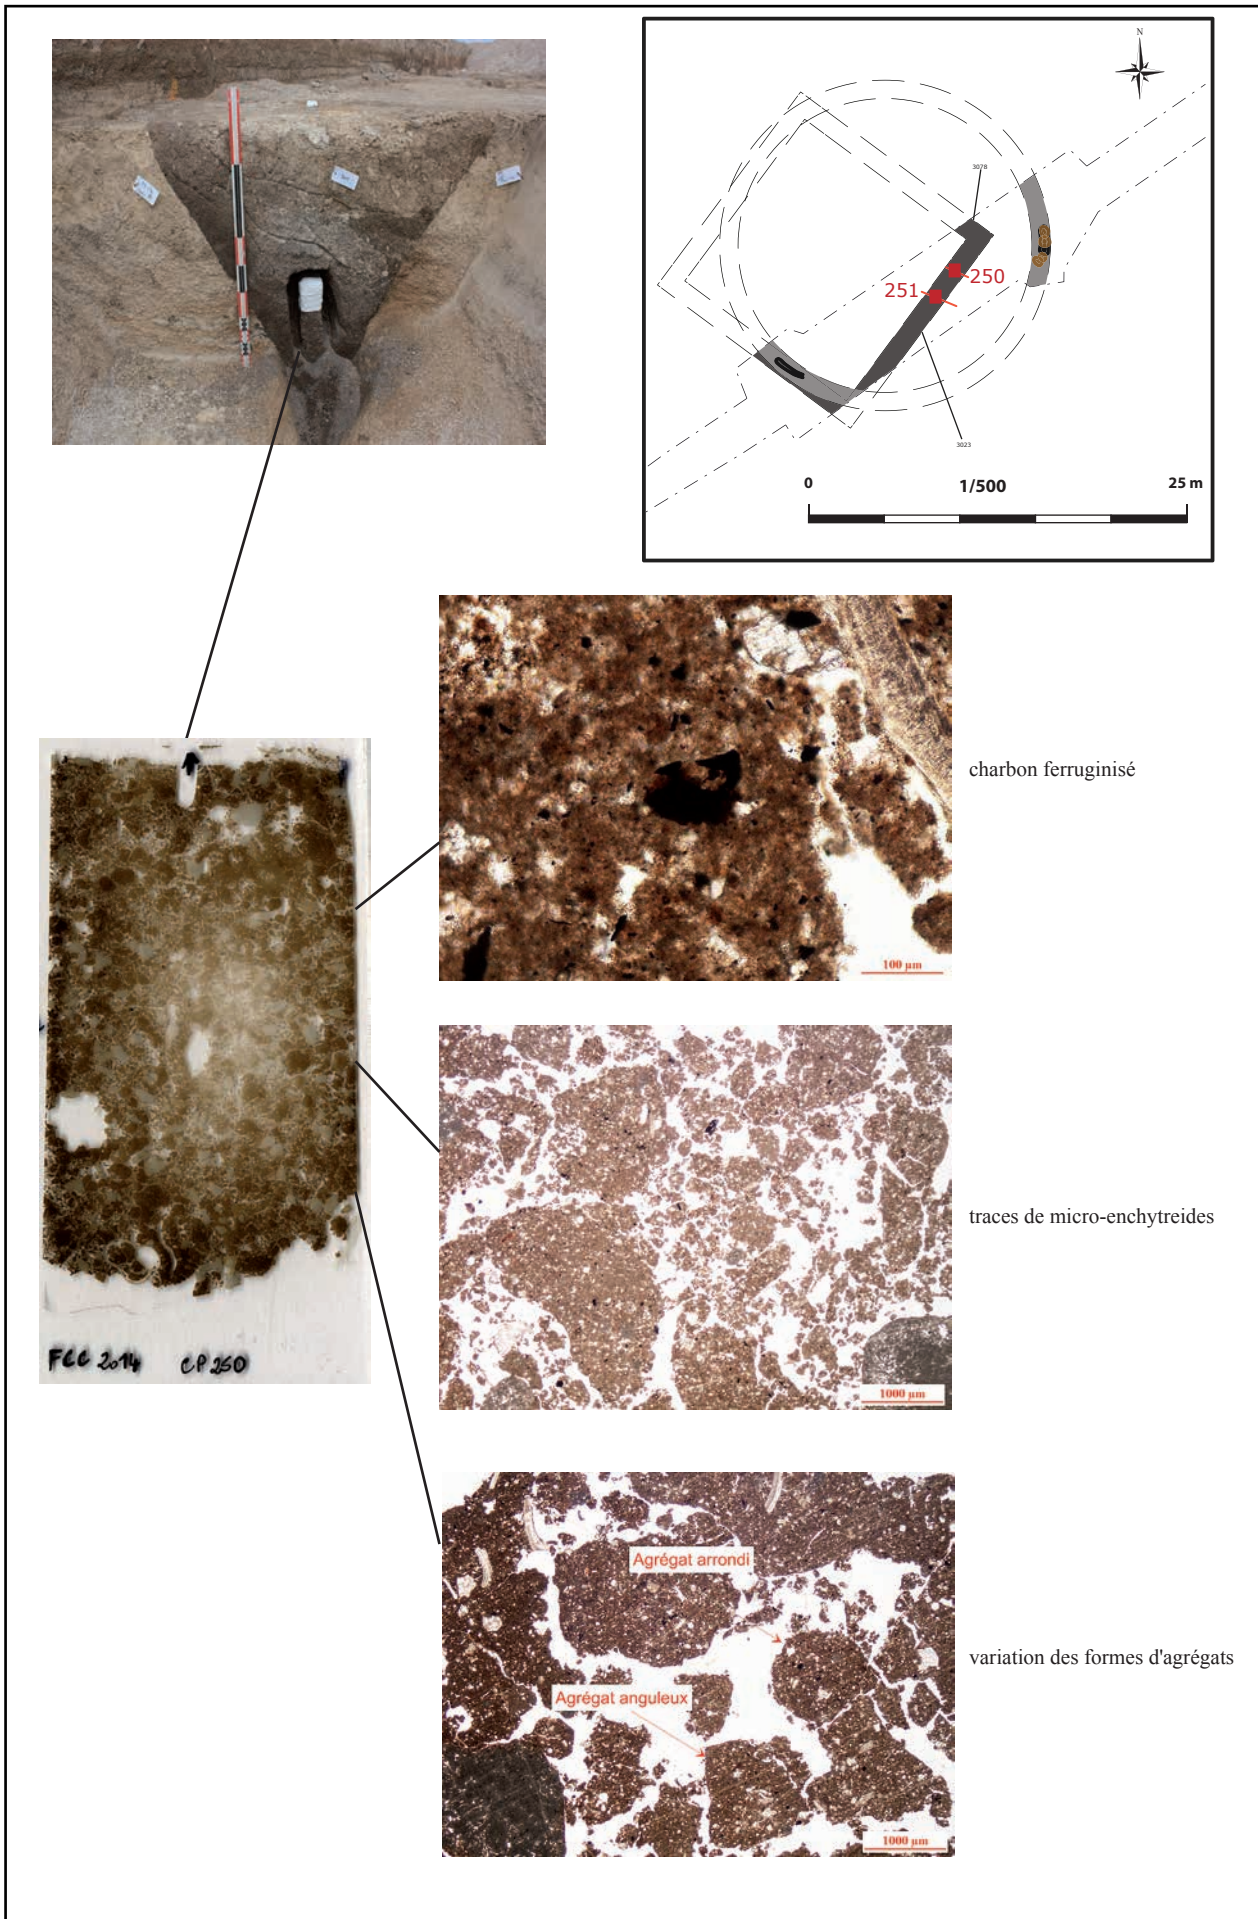 N
3078
250
251
3023
0
1/500
25 m
charbon ferruginisé
100 µm
traces de micro-enchytreides
1000 µm
FCC 2014 CP 250
Agrégat arrondi
variation des formes d'agrégats
Agrégat anguleux
1000 µm